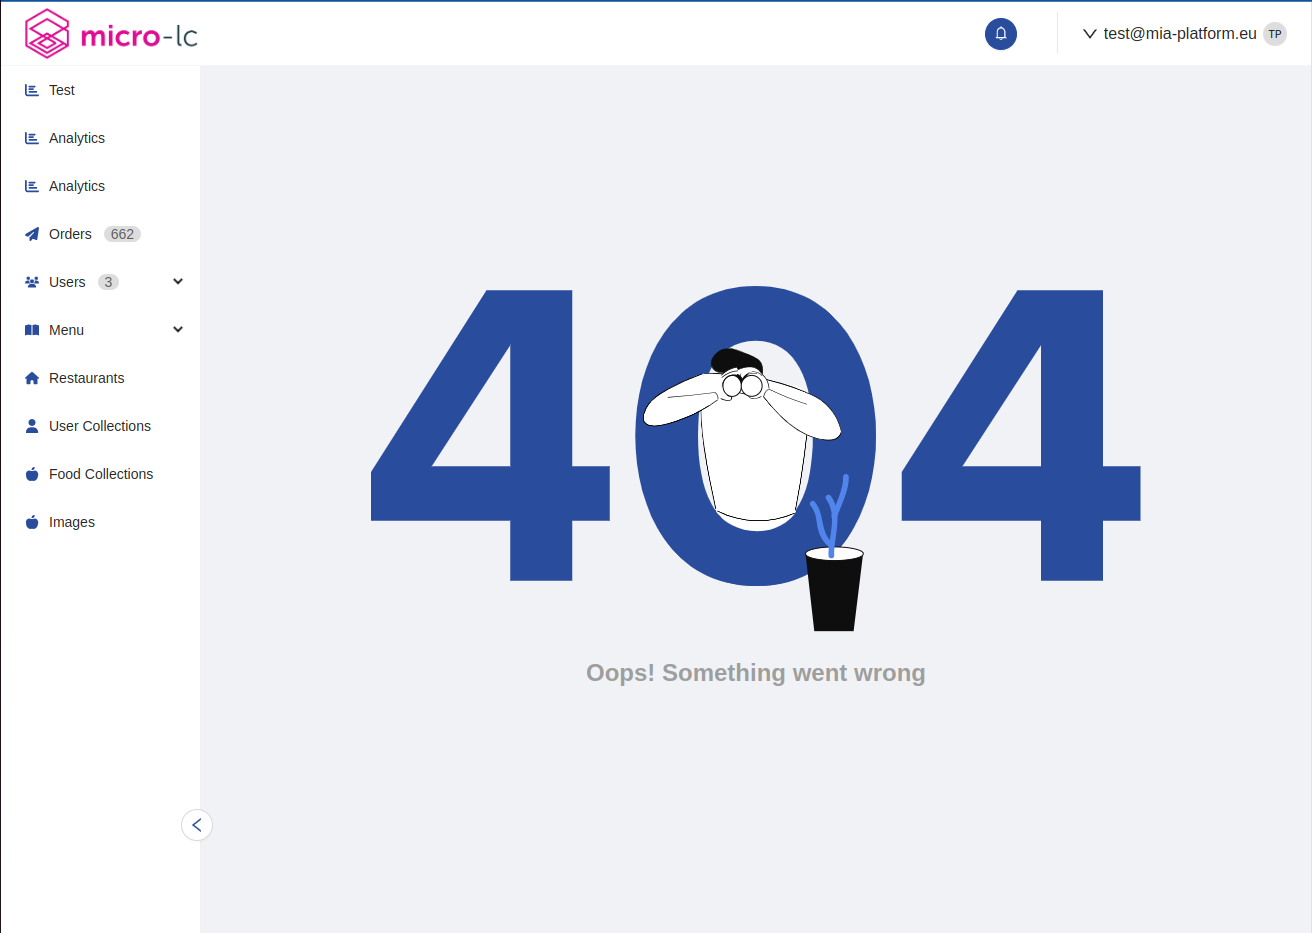 micro-lc
test@mia-platform.eu TP
Test
Analytics
Analytics
Orders 662
Users 3
Menu
Restaurants
User Collections
Food Collections
Images
404
Oops! Something went wrong